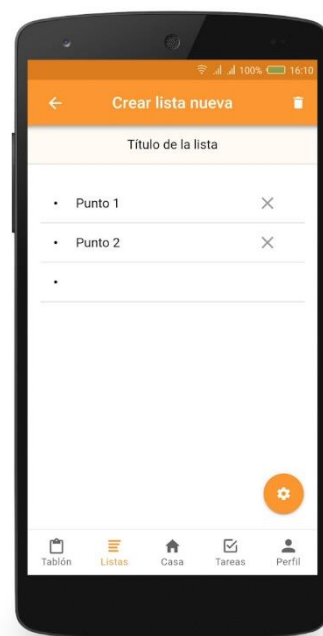 100% 16:10
Crear lista nueva
Título de la lista
• Punto 1
• Punto 2
•
Tablón Listas Casa Tareas Perfil